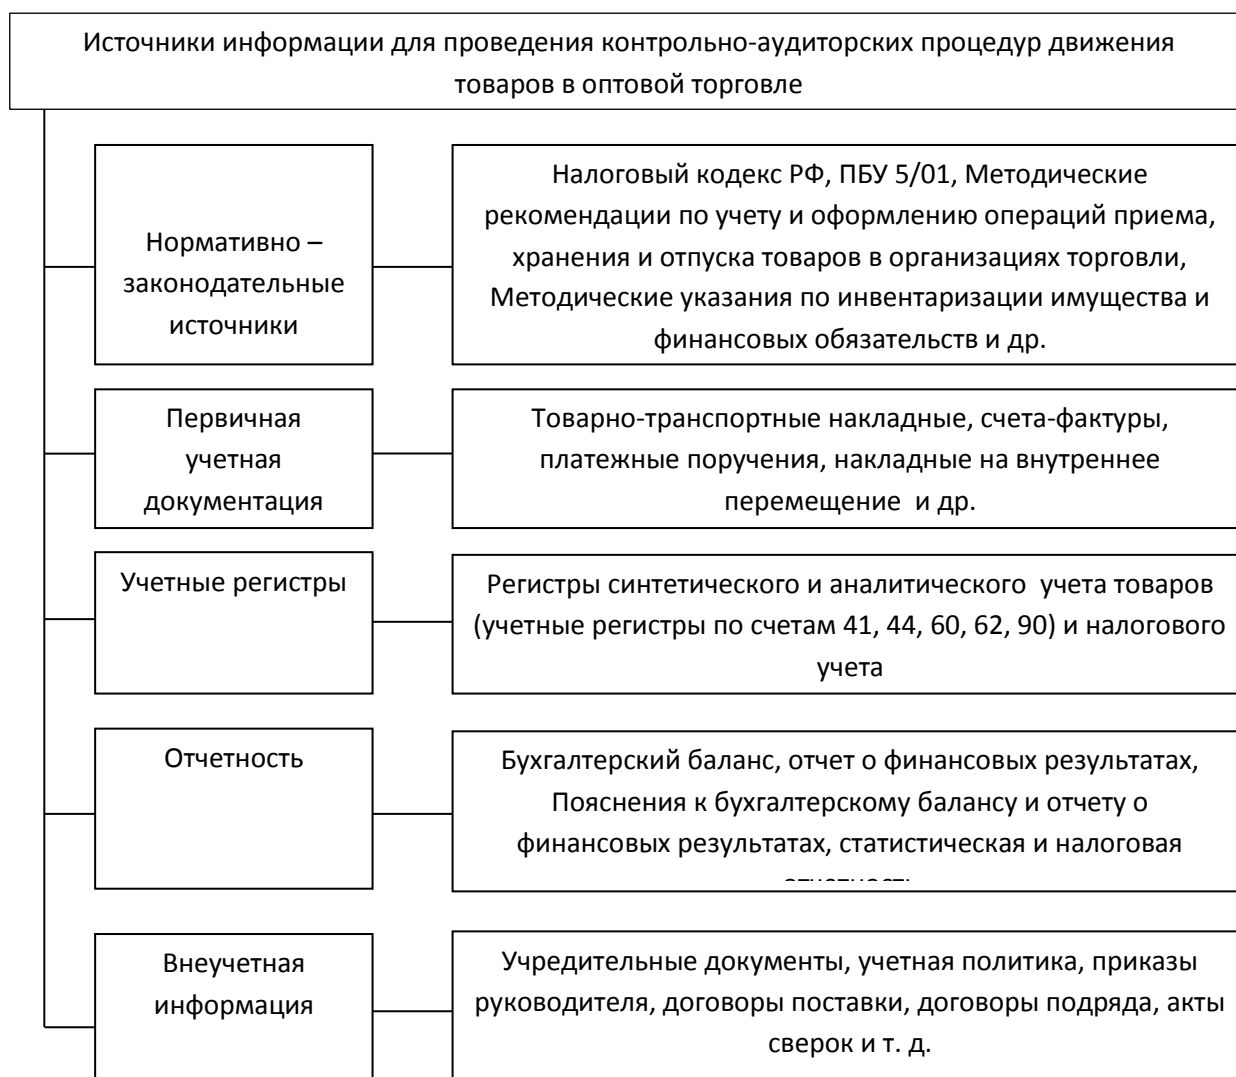 Источники информации для проведения контрольно-аудиторских процедур движения
товаров в оптовой торговле
Нормативно –
законодательные
источники
Налоговый кодекс РФ, ПБУ 5/01, Методические
рекомендации по учету и оформлению операций приема,
хранения и отпуска товаров в организациях торговли,
Методические указания по инвентаризации имущества и
финансовых обязательств и др.
Первичная
учетная
документация
Товарно-транспортные накладные, счета-фактуры,
платежные поручения, накладные на внутреннее
перемещение и др.
Учетные регистры
Регистры синтетического и аналитического учета товаров
(учетные регистры по счетам 41, 44, 60, 62, 90) и налогового
учета
Отчетность
Бухгалтерский баланс, отчет о финансовых результатах,
Пояснения к бухгалтерскому балансу и отчету о
финансовых результатах, статистическая и налоговая
Внеучетная
информация
Учредительные документы, учетная политика, приказы
руководителя, договоры поставки, договоры подряда, акты
сверок и т. д.